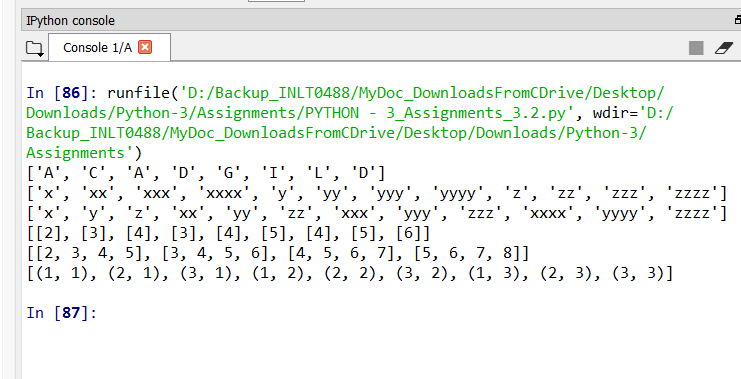 IPython console
Console 1/A
In [86]: runfile('D:/Backup_INLT0488/MyDoc_DownloadsFromCDrive/Desktop/
Downloads/Python-3/Assignments/PYTHON - 3_Assignments_3.2.py', wdir='D:/
Backup_INLT0488/MyDoc_DownloadsFromCDrive/Desktop/Downloads/Python-3/
Assignments')
['A', 'C', 'A', 'D', 'G', 'I', 'L', 'D']
['x', 'xx', 'xxx', 'xxxx', 'y', 'yy', 'yyy', 'yyyy', 'z', 'zz', 'zzz', 'zzzz']
['x', 'y', 'z', 'xx', 'yy', 'zz', 'xxx', 'yyy', 'zzz', 'xxxx', 'yyyy', 'zzzz']
[[2], [3], [4], [3], [4], [5], [4], [5], [6]]
[[2, 3, 4, 5], [3, 4, 5, 6], [4, 5, 6, 7], [5, 6, 7, 8]]
[(1, 1), (2, 1), (3, 1), (1, 2), (2, 2), (3, 2), (1, 3), (2, 3), (3, 3)]
In [87]: